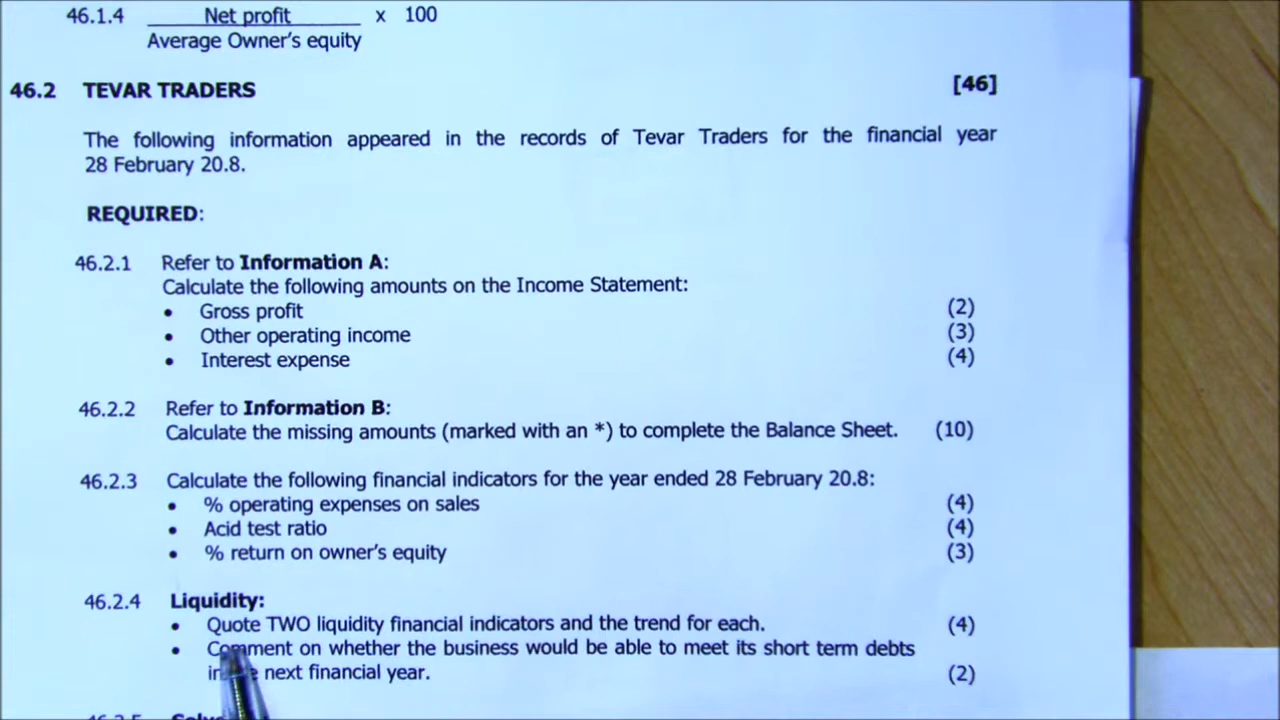 46.1.4 Net profit x 100
Average Owner's equity
46.2 TEVAR TRADERS [46]
The following information appeared in the records of Tevar Traders for the financial year
28 February 20.8.
REQUIRED:
46.2.1 Refer to Information A:
Calculate the following amounts on the Income Statement:
• Gross profit (2)
• Other operating income (3)
• Interest expense (4)
46.2.2 Refer to Information B:
Calculate the missing amounts (marked with an *) to complete the Balance Sheet. (10)
46.2.3 Calculate the following financial indicators for the year ended 28 February 20.8:
• % operating expenses on sales (4)
• Acid test ratio (4)
• % return on owner's equity (3)
46.2.4 Liquidity:
• Quote TWO liquidity financial indicators and the trend for each. (4)
• Comment on whether the business would be able to meet its short term debts
next financial year. (2)